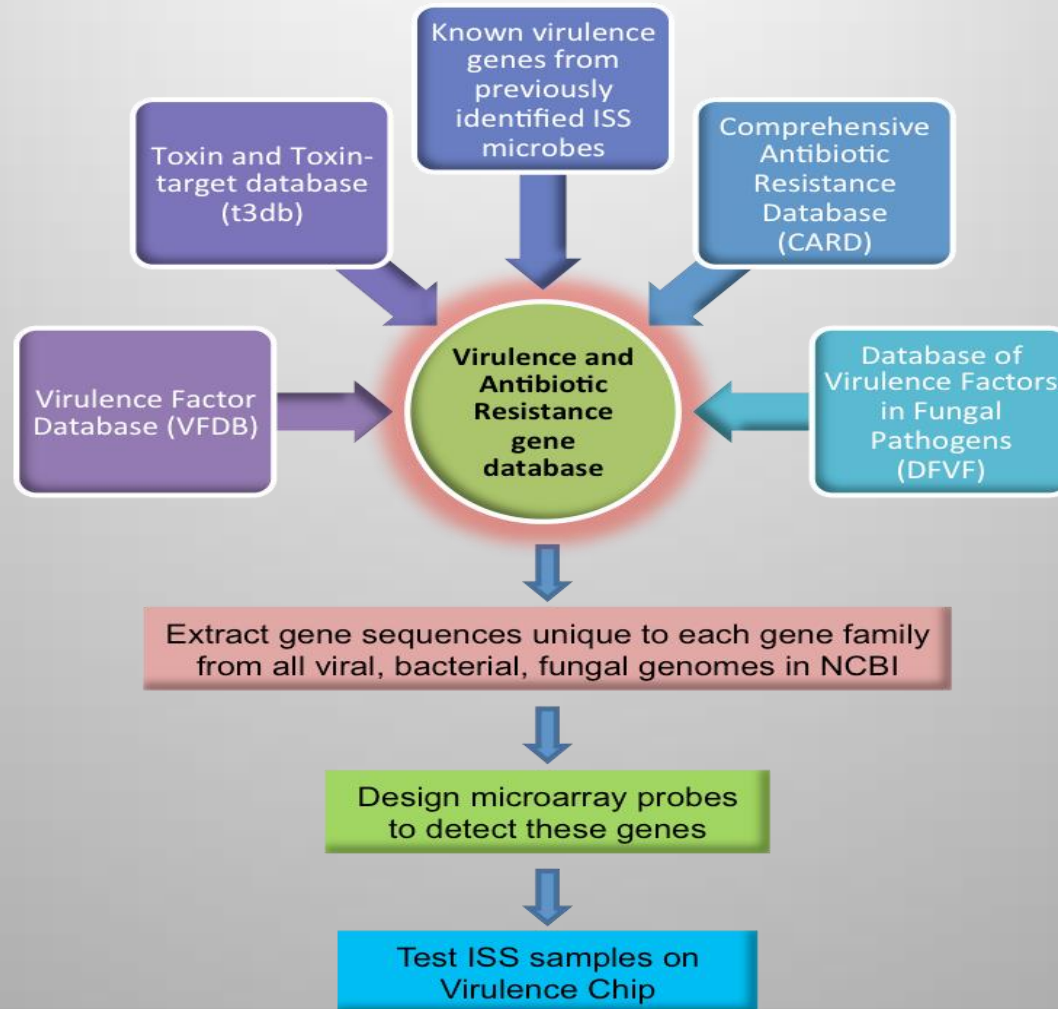 Known virulence
genes from
previously
identified ISS
microbes
Toxin and Toxin-
target database
(t3db)
Comprehensive
Antibiotic
Resistance
Database
(CARD)
Virulence Factor
Database (VFDB)
Virulence and
Antibiotic
Resistance
gene
database
Database of
Virulence Factors
in Fungal
Pathogens
(DFVF)
Extract gene sequences unique to each gene family
from all viral, bacterial, fungal genomes in NCBI
Design microarray probes
to detect these genes
Test ISS samples on
Virulence Chip